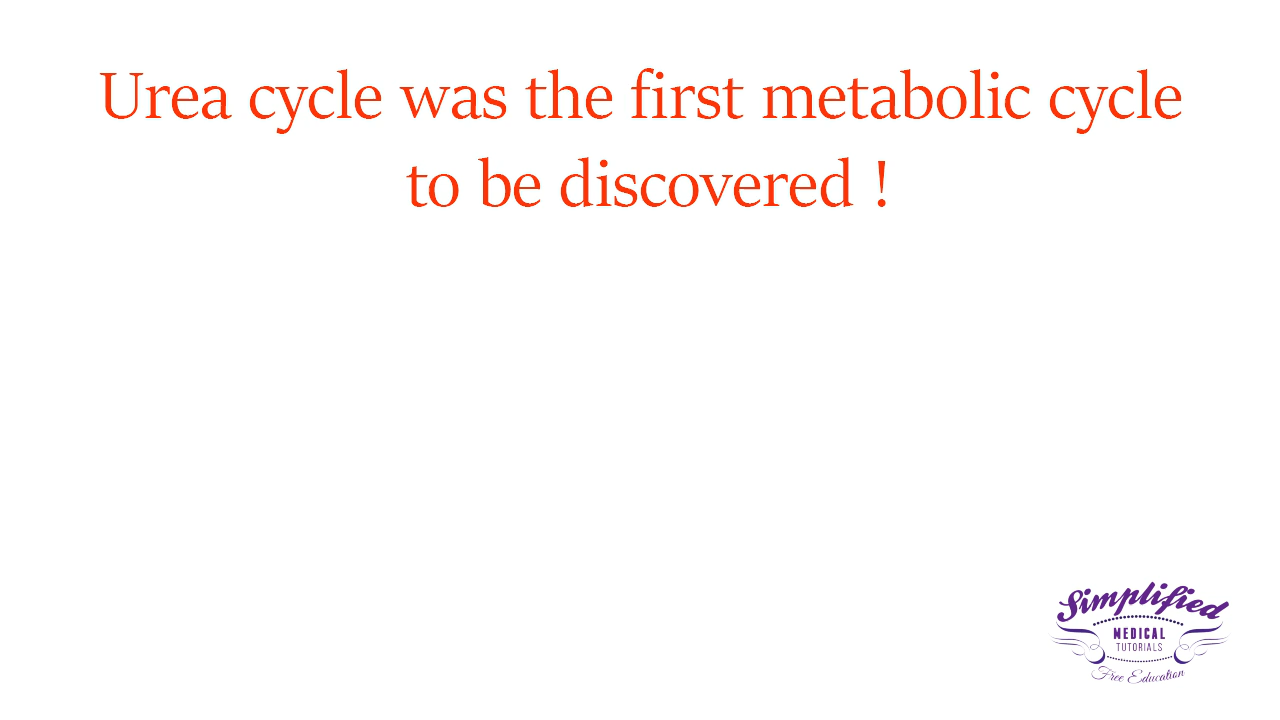 Urea cycle was the first metabolic cycle
to be discovered !
Simplified
MEDICAL
TUTORIALS
Free Education